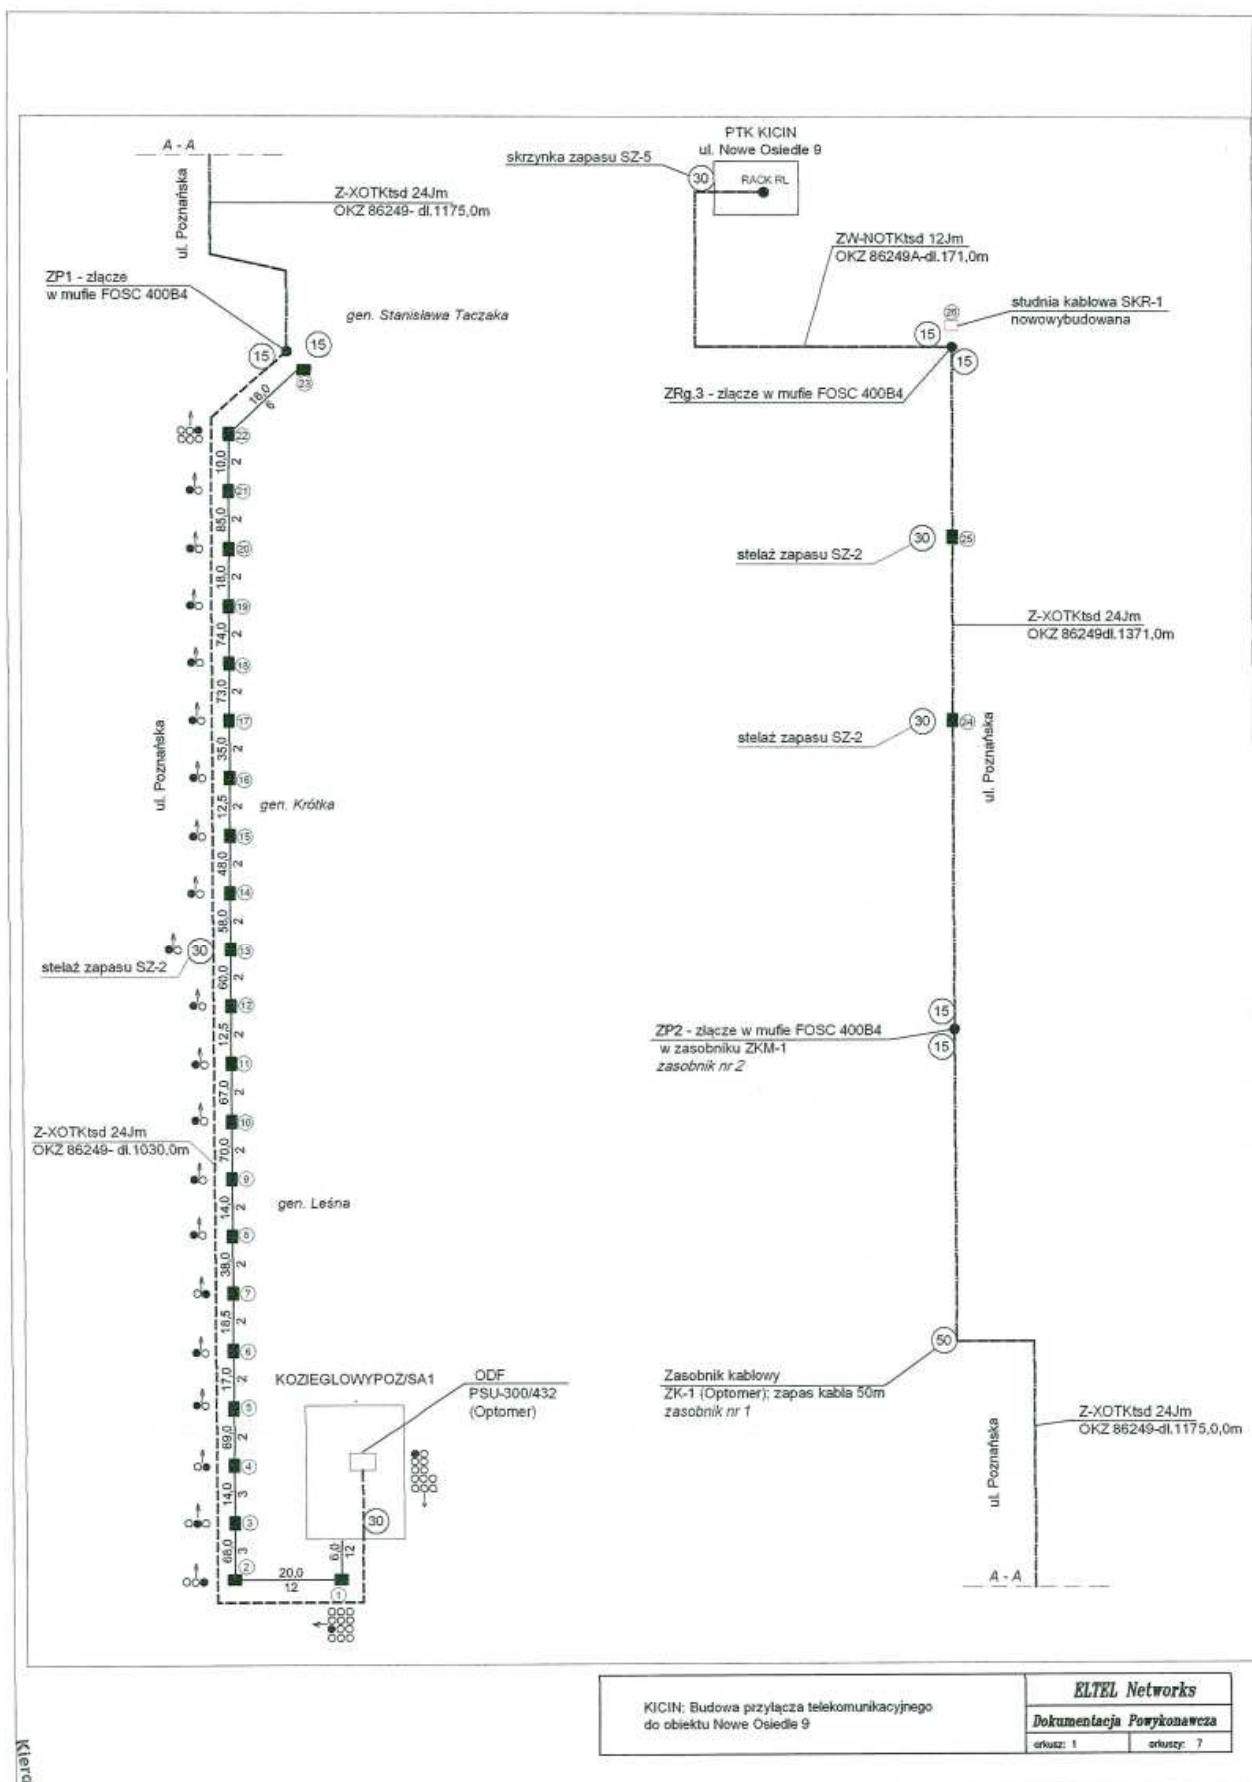 A - A
ul. Poznańska
Z-XOTKtsd 24Jm
OKZ 86249- dl.1175,0m
ZP1 - złącze
w mufie FOSC 400B4
gen. Stanisława Taczaka
15
15
23
18,0
6
22
10,0
2
21
85,0
2
20
18,0
2
19
74,0
2
18
73,0
2
17
35,0
2
ul. Poznańska
16
12,5
2
gen. Krótka
15
48,0
2
14
58,0
2
13
30
stelaż zapasu SZ-2
60,0
2
12
12,5
2
11
67,0
2
10
Z-XOTKtsd 24Jm
OKZ 86249- dl.1030,0m
70,0
2
9
14,0
2
gen. Leśna
8
38,0
2
7
18,5
2
6
17,0
2
5
69,0
2
4
14,0
3
3
68,0
3
2
20,0
12
1
6,0
12
KOZIEGLOWYPOZ/SA1
ODF
PSU-300/432
(Optomer)
30
PTK KICIN
ul. Nowe Osiedle 9
skrzynka zapasu SZ-5
30
RACK RL
ZW-NOTKtsd 12Jm
OKZ 86249A-dl.171,0m
studnia kablowa SKR-1
nowowybudowana
26
15
15
ZRg.3 - złącze w mufie FOSC 400B4
30
25
stelaż zapasu SZ-2
Z-XOTKtsd 24Jm
OKZ 86249dl.1371,0m
30
24
stelaż zapasu SZ-2
ul. Poznańska
15
ZP2 - złącze w mufie FOSC 400B4
w zasobniku ZKM-1
zasobnik nr 2
15
50
Zasobnik kablowy
ZK-1 (Optomer); zapas kabla 50m
zasobnik nr 1
Z-XOTKtsd 24Jm
OKZ 86249-dl.1175,0,0m
ul. Poznańska
A - A
KICIN: Budowa przyłącza telekomunikacyjnego
do obiektu Nowe Osiedle 9
ELTEL Networks
Dokumentacja Powykonawcza
arkusz: 1
arkuszy: 7